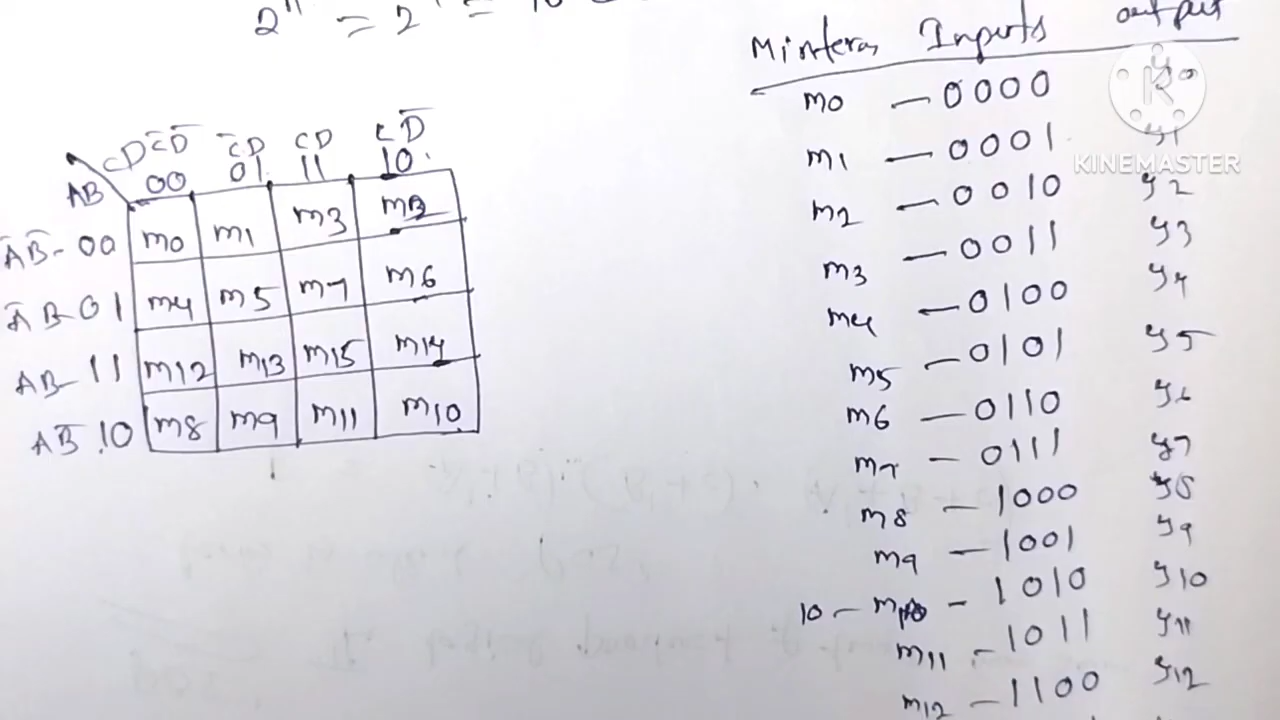 2ⁿ = 2
Minterm Inputs output
m0 — 0000 y0
m1 — 0001 y1
KINEMASTER
m2 — 0010 y2
m3 — 0011 y3
m4 — 0100 y4
m5 — 0101 y5
m6 — 0110 y6
m7 — 0111 y7
m8 — 1000 y8
m9 — 1001 y9
10 — m10 — 1010 y10
m11 — 1011 y11
m12 — 1100 y12
CD C̅D̅ C̅D CD CD̅
AB 00 01 11 10
A̅B̅- 00 m0 m1 m3 m2
A̅B- 01 m4 m5 m7 m6
AB- 11 m12 m13 m15 m14
AB̅ 10 m8 m9 m11 m10